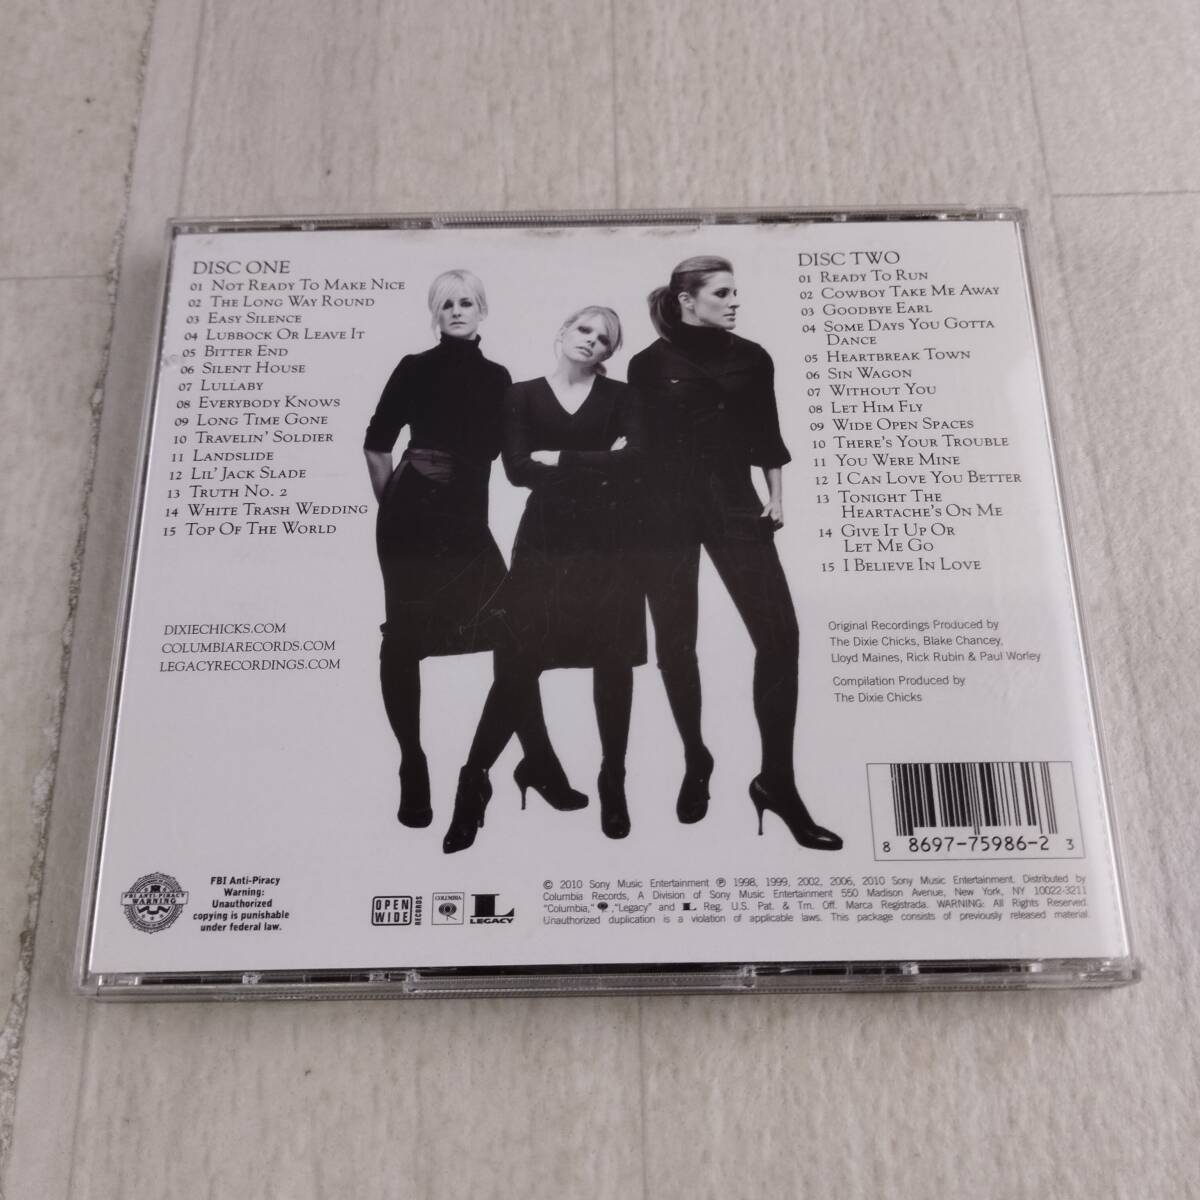 DISC ONE
01 NOT READY TO MAKE NICE
02 THE LONG WAY ROUND
03 EASY SILENCE
04 LUBBOCK OR LEAVE IT
05 BITTER END
06 SILENT HOUSE
07 LULLABY
08 EVERYBODY KNOWS
09 LONG TIME GONE
10 TRAVELIN' SOLDIER
11 LANDSLIDE
12 LIL' JACK SLADE
13 TRUTH NO. 2
14 WHITE TRASH WEDDING
15 TOP OF THE WORLD
DIXIECHICKS.COM
COLUMBIARECORDS.COM
LEGACYRECORDINGS.COM
DISC TWO
01 READY TO RUN
02 COWBOY TAKE ME AWAY
03 GOODBYE EARL
04 SOME DAYS YOU GOTTA
DANCE
05 HEARTBREAK TOWN
06 SIN WAGON
07 WITHOUT YOU
08 LET HIM FLY
09 WIDE OPEN SPACES
10 THERE'S YOUR TROUBLE
11 YOU WERE MINE
12 I CAN LOVE YOU BETTER
13 TONIGHT THE
HEARTACHE'S ON ME
14 GIVE IT UP OR
LET ME GO
15 I BELIEVE IN LOVE
Original Recordings Produced by
The Dixie Chicks, Blake Chancey,
Lloyd Maines, Rick Rubin & Paul Worley
Compilation Produced by
The Dixie Chicks
8 8697-75986-2 3
FBI ANTI-PIRACY
WARNING
FBI Anti-Piracy
Warning:
Unauthorized
copying is punishable
under federal law.
OPEN
WIDE
RECORDS
COLUMBIA
L
LEGACY
© 2010 Sony Music Entertainment ℗ 1998, 1999, 2002, 2006, 2010 Sony Music Entertainment. Distributed by
Columbia Records, A Division of Sony Music Entertainment 550 Madison Avenue, New York, NY 10022-3211
"Columbia," , "Legacy" and L Reg. U.S. Pat. & Tm. Off. Marca Registrada. WARNING: All Rights Reserved.
Unauthorized duplication is a violation of applicable laws. This package consists of previously released material.